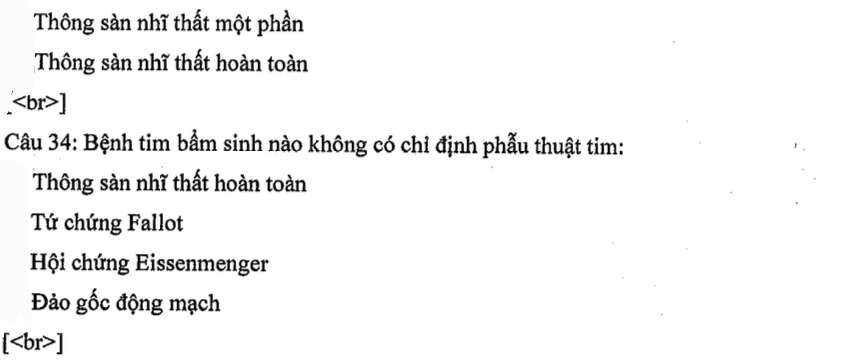 Thông sàn nhĩ thất một phần
Thông sàn nhĩ thất hoàn toàn
[<br>]
Câu 34: Bệnh tim bẩm sinh nào không có chỉ định phẫu thuật tim:
Thông sàn nhĩ thất hoàn toàn
Tứ chứng Fallot
Hội chứng Eissenmenger
Đảo gốc động mạch
[<br>]